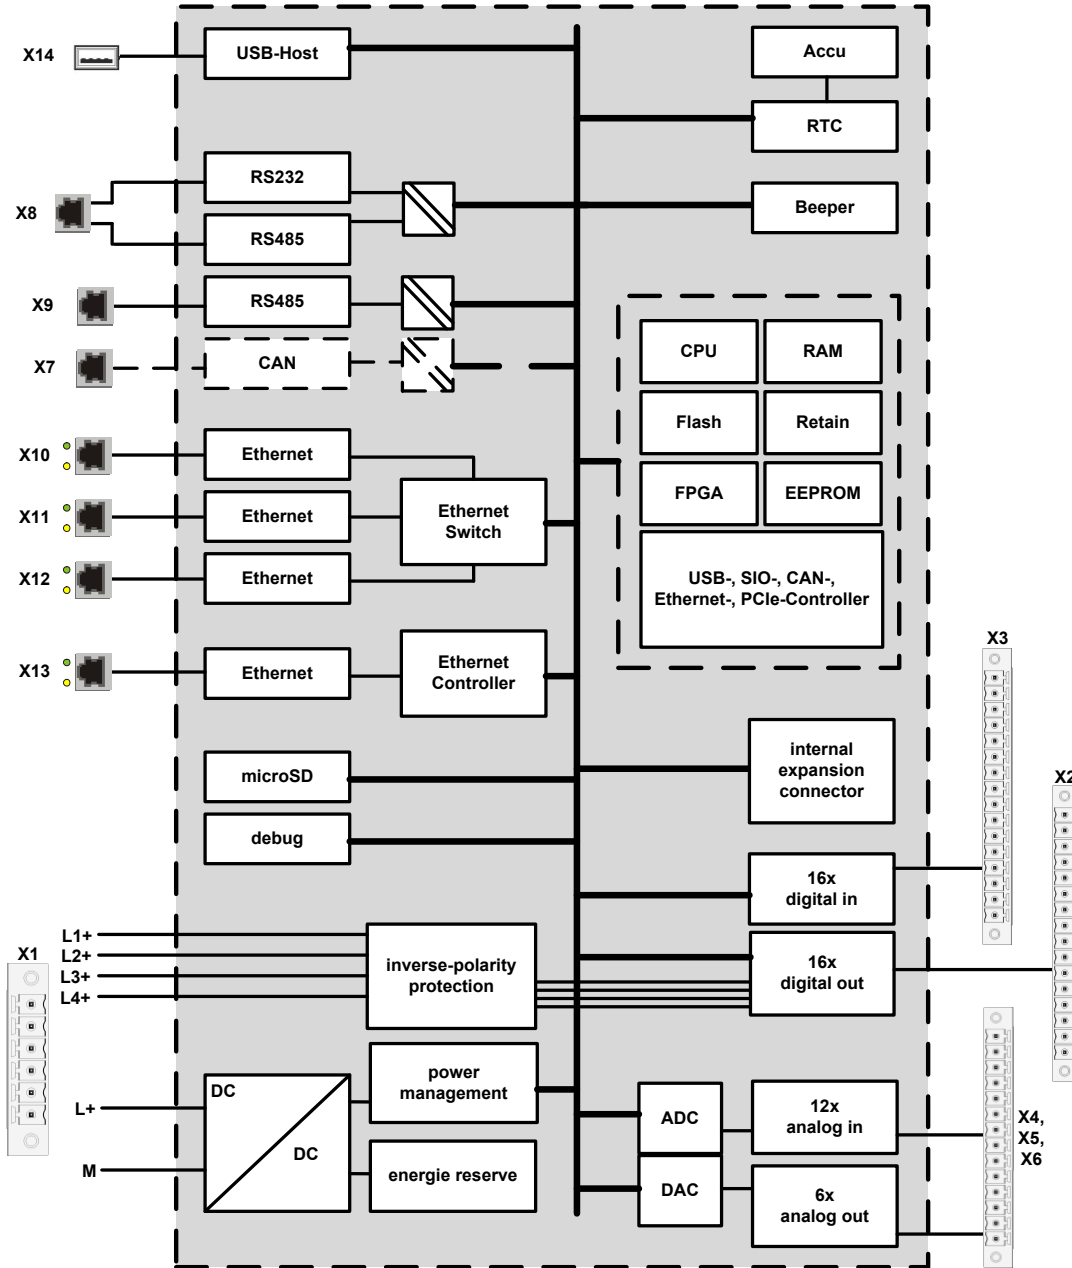 X14
USB-Host
Accu
RTC
X8
RS232
RS485
Beeper
X9
RS485
X7
CAN
CPU
RAM
Flash
Retain
FPGA
EEPROM
USB-, SIO-, CAN-,
Ethernet-, PCIe-Controller
X10
Ethernet
X11
Ethernet
Ethernet
Switch
X12
Ethernet
X13
Ethernet
Ethernet
Controller
microSD
debug
internal
expansion
connector
X3
X2
16x
digital in
16x
digital out
X1
L1+
L2+
L3+
L4+
inverse-polarity
protection
L+
M
DC
DC
power
management
energie reserve
ADC
DAC
12x
analog in
6x
analog out
X4,
X5,
X6